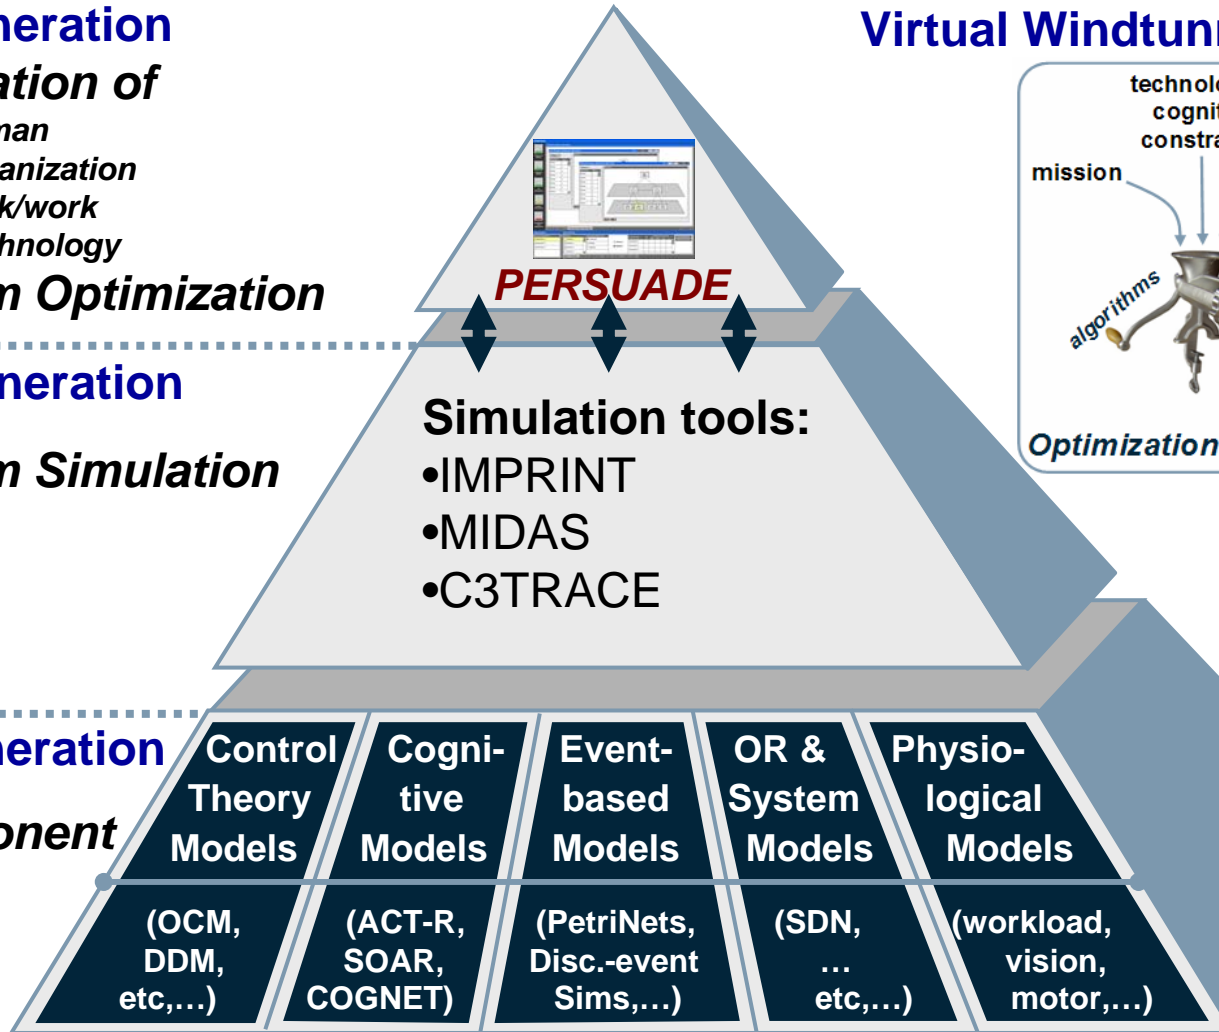 neration
ation of
man
anization
k/work
hnology
m Optimization
Virtual Windtunn
technolo
cognit
constra
mission
algorithms
Optimization
PERSUADE
neration
m Simulation
Simulation tools:
•IMPRINT
•MIDAS
•C3TRACE
neration
onent
Control
Theory
Models
(OCM,
DDM,
etc,...)
Cogni-
tive
Models
(ACT-R,
SOAR,
COGNET)
Event-
based
Models
(PetriNets,
Disc.-event
Sims,...)
OR &
System
Models
(SDN,
...
etc,...)
Physio-
logical
Models
(workload,
vision,
motor,...)